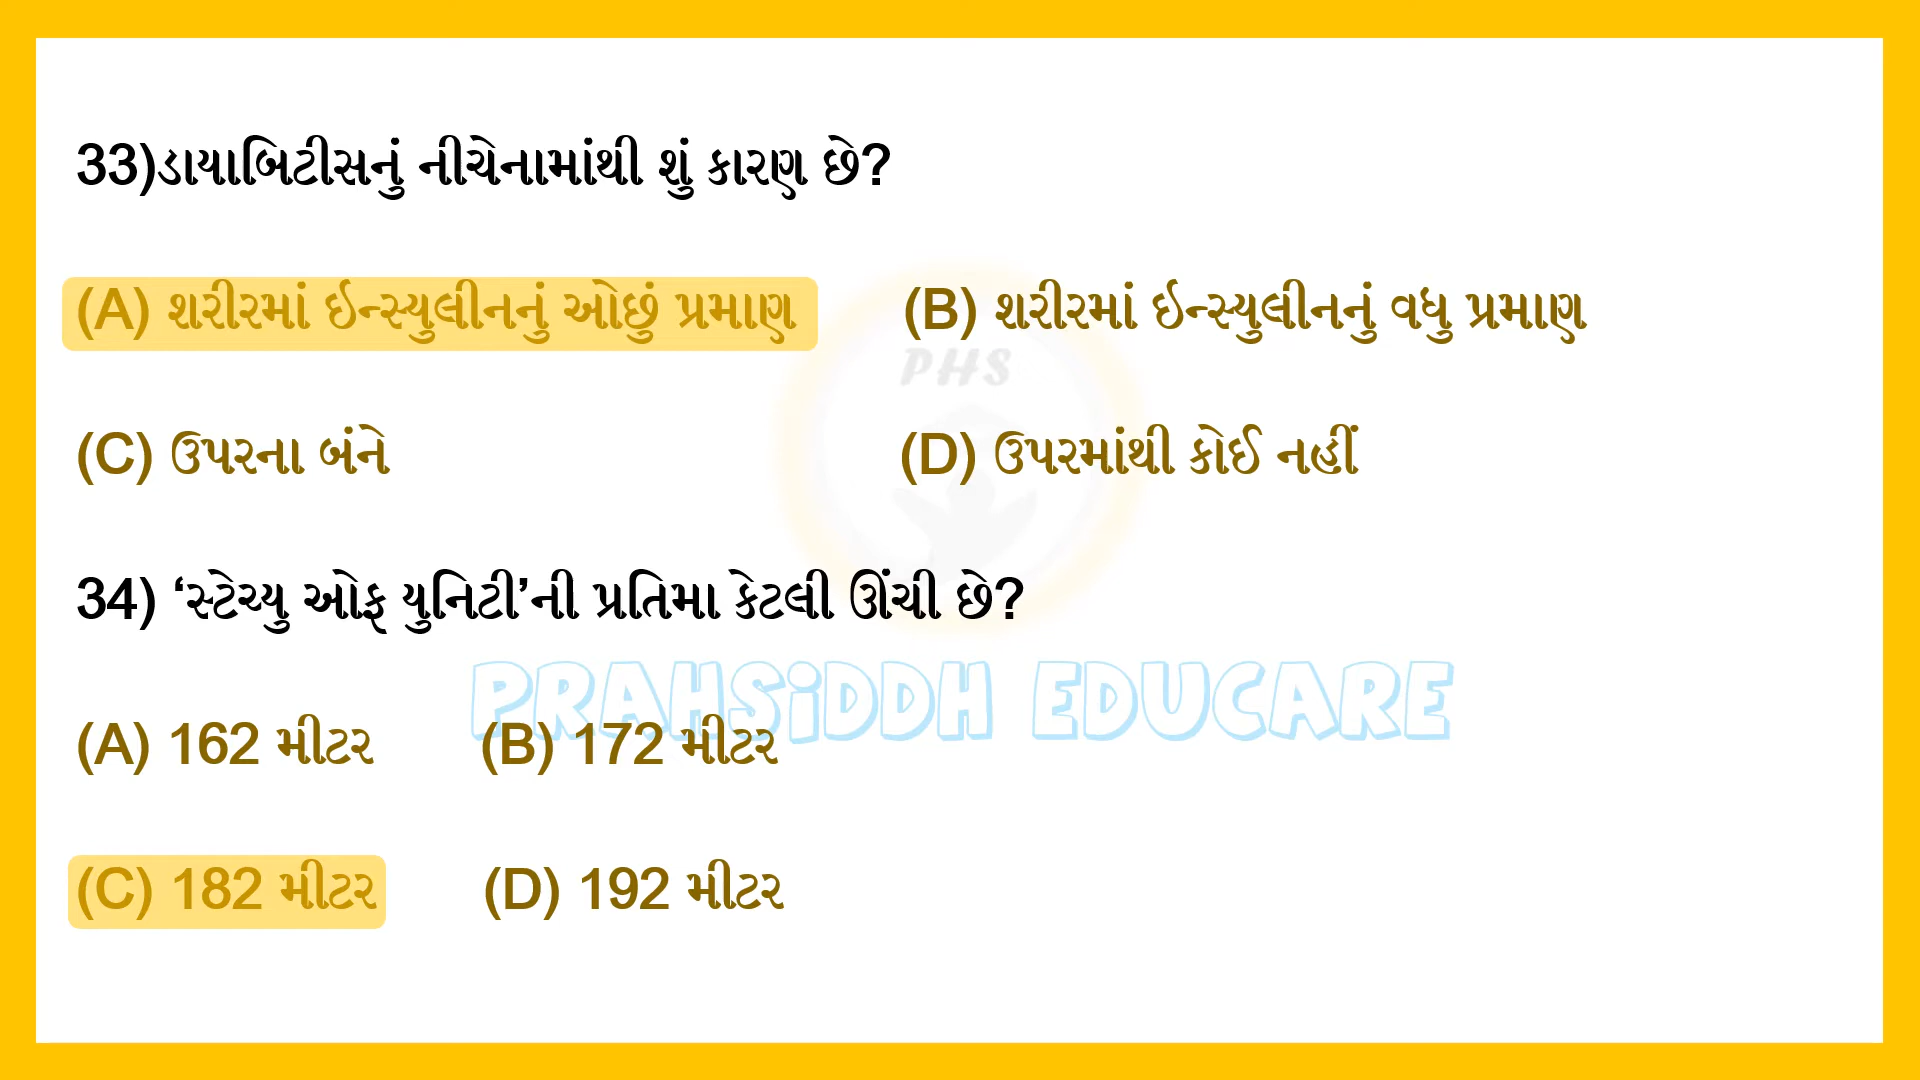 33)ડાયાબિટીસનું નીચેનામાંથી શું કારણ છે?
(A) શરીરમાં ઈન્સ્યુલીનનું ઓછું પ્રમાણ (B) શરીરમાં ઈન્સ્યુલીનનું વધુ પ્રમાણ
PHS
(C) ઉપરના બંને (D) ઉપરમાંથી કોઈ નહીં
34) ‘સ્ટેચ્યુ ઓફ યુનિટી’ની પ્રતિમા કેટલી ઊંચી છે?
PRAHSiDDH EDUCARE
(A) 162 મીટર (B) 172 મીટર
(C) 182 મીટર (D) 192 મીટર